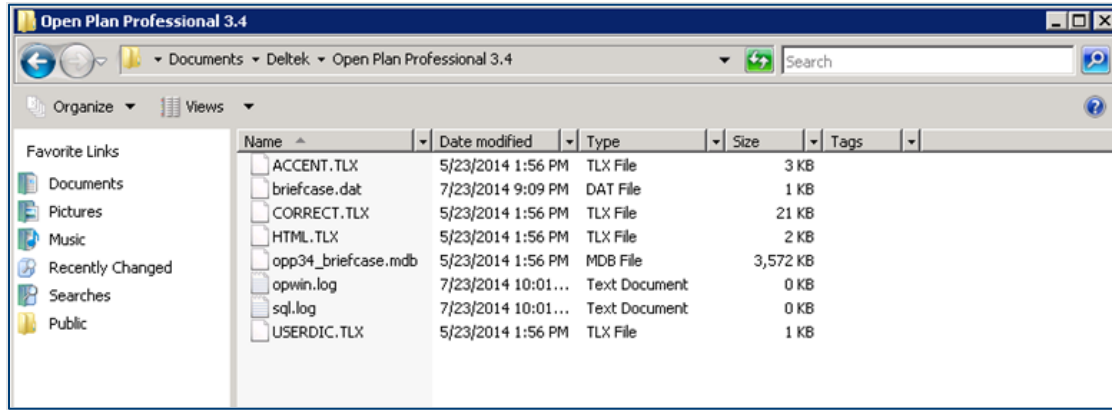 Open Plan Professional 3.4
Documents Deltek Open Plan Professional 3.4 Search
Organize Views
Favorite Links
Documents
Pictures
Music
Recently Changed
Searches
Public
Name Date modified Type Size Tags
ACCENT.TLX 5/23/2014 1:56 PM TLX File 3 KB
briefcase.dat 7/23/2014 9:09 PM DAT File 1 KB
CORRECT.TLX 5/23/2014 1:56 PM TLX File 21 KB
HTML.TLX 5/23/2014 1:56 PM TLX File 2 KB
opp34_briefcase.mdb 5/23/2014 1:56 PM MDB File 3,572 KB
opwin.log 7/23/2014 10:01... Text Document 0 KB
sql.log 7/23/2014 10:01... Text Document 0 KB
USERDIC.TLX 5/23/2014 1:56 PM TLX File 1 KB